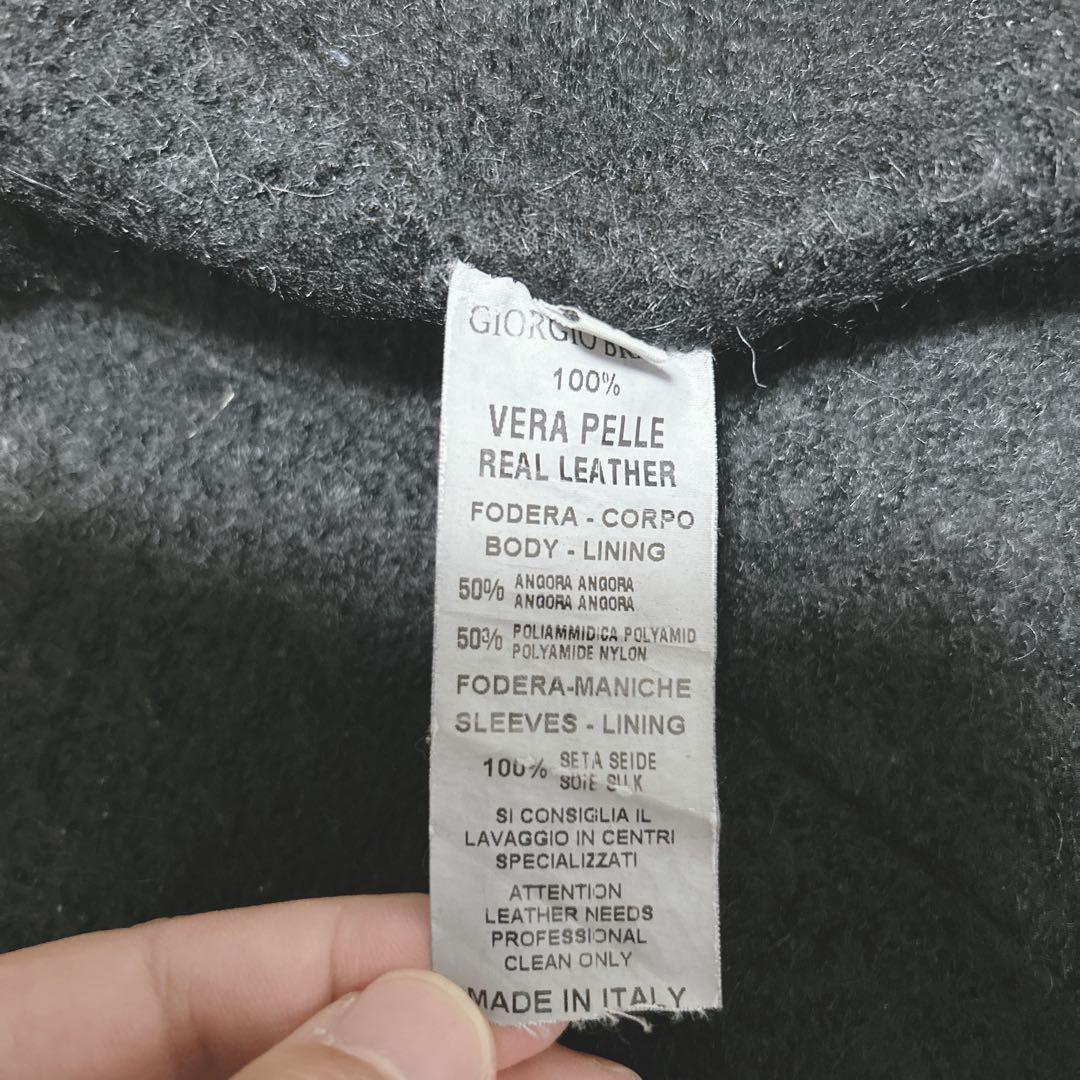 GIORGIO
100%
VERA PELLE
REAL LEATHER
FODERA - CORPO
BODY - LINING
50% ANGORA ANGORA
ANGORA ANGORA
50% POLIAMMIDICA POLYAMID
POLYAMIDE NYLON
FODERA-MANICHE
SLEEVES - LINING
100% SETA SEIDE
SOIE SILK
SI CONSIGLIA IL
LAVAGGIO IN CENTRI
SPECIALIZZATI
ATTENTION
LEATHER NEEDS
PROFESSIONAL
CLEAN ONLY
MADE IN ITALY